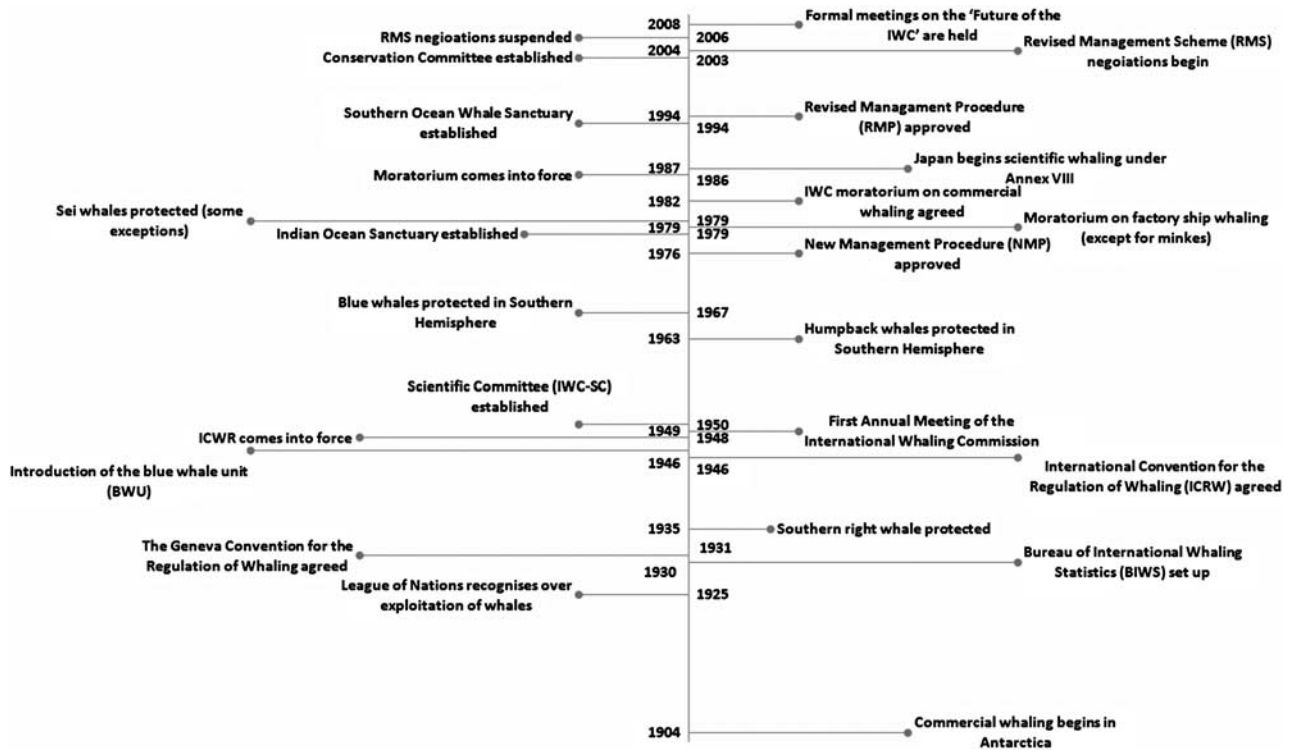 2008
Formal meetings on the ‘Future of the
IWC’ are held
RMS negioations suspended
2006
2004
Revised Management Scheme (RMS)
negoiations begin
Conservation Committee established
2003
Southern Ocean Whale Sanctuary
established
1994
1994
Revised Managament Procedure
(RMP) approved
1987
Japan begins scientific whaling under
Annex VIII
Moratorium comes into force
1986
1982
IWC moratorium on commercial
whaling agreed
Sei whales protected (some
exceptions)
1979
1979
Moratorium on factory ship whaling
(except for minkes)
Indian Ocean Sanctuary established
1979
1976
New Management Procedure (NMP)
approved
Blue whales protected in Southern
Hemisphere
1967
1963
Humpback whales protected in
Southern Hemisphere
Scientific Committee (IWC-SC)
established
1950
1949
First Annual Meeting of the
International Whaling Commission
ICWR comes into force
1948
Introduction of the blue whale unit
(BWU)
1946
1946
International Convention for the
Regulation of Whaling (ICRW) agreed
1935
Southern right whale protected
The Geneva Convention for the
Regulation of Whaling agreed
1931
1930
Bureau of International Whaling
Statistics (BIWS) set up
League of Nations recognises over
exploitation of whales
1925
1904
Commercial whaling begins in
Antarctica